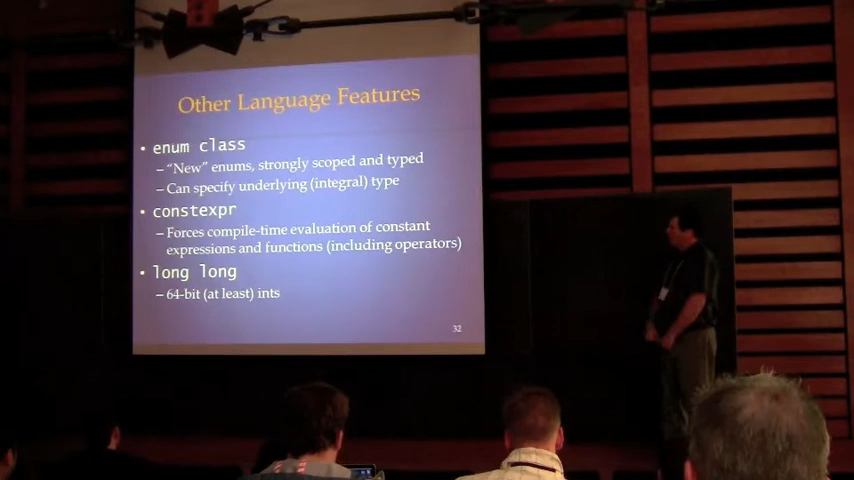 Other Language Features
• enum class
– “New” enums, strongly scoped and typed
– Can specify underlying (integral) type
• constexpr
– Forces compile-time evaluation of constant
expressions and functions (including operators)
• long long
– 64-bit (at least) ints
32